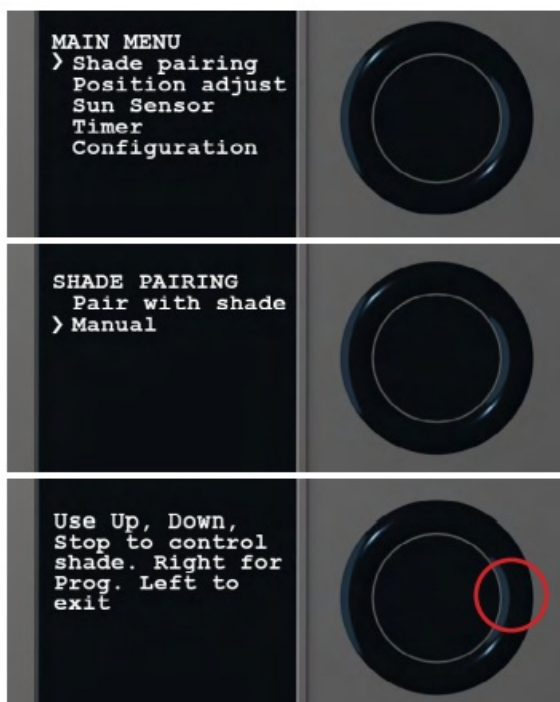 MAIN MENU
❯ Shade pairing
Position adjust
Sun Sensor
Timer
Configuration
SHADE PAIRING
Pair with shade
❯ Manual
Use Up, Down,
Stop to control
shade. Right for
Prog. Left to
exit